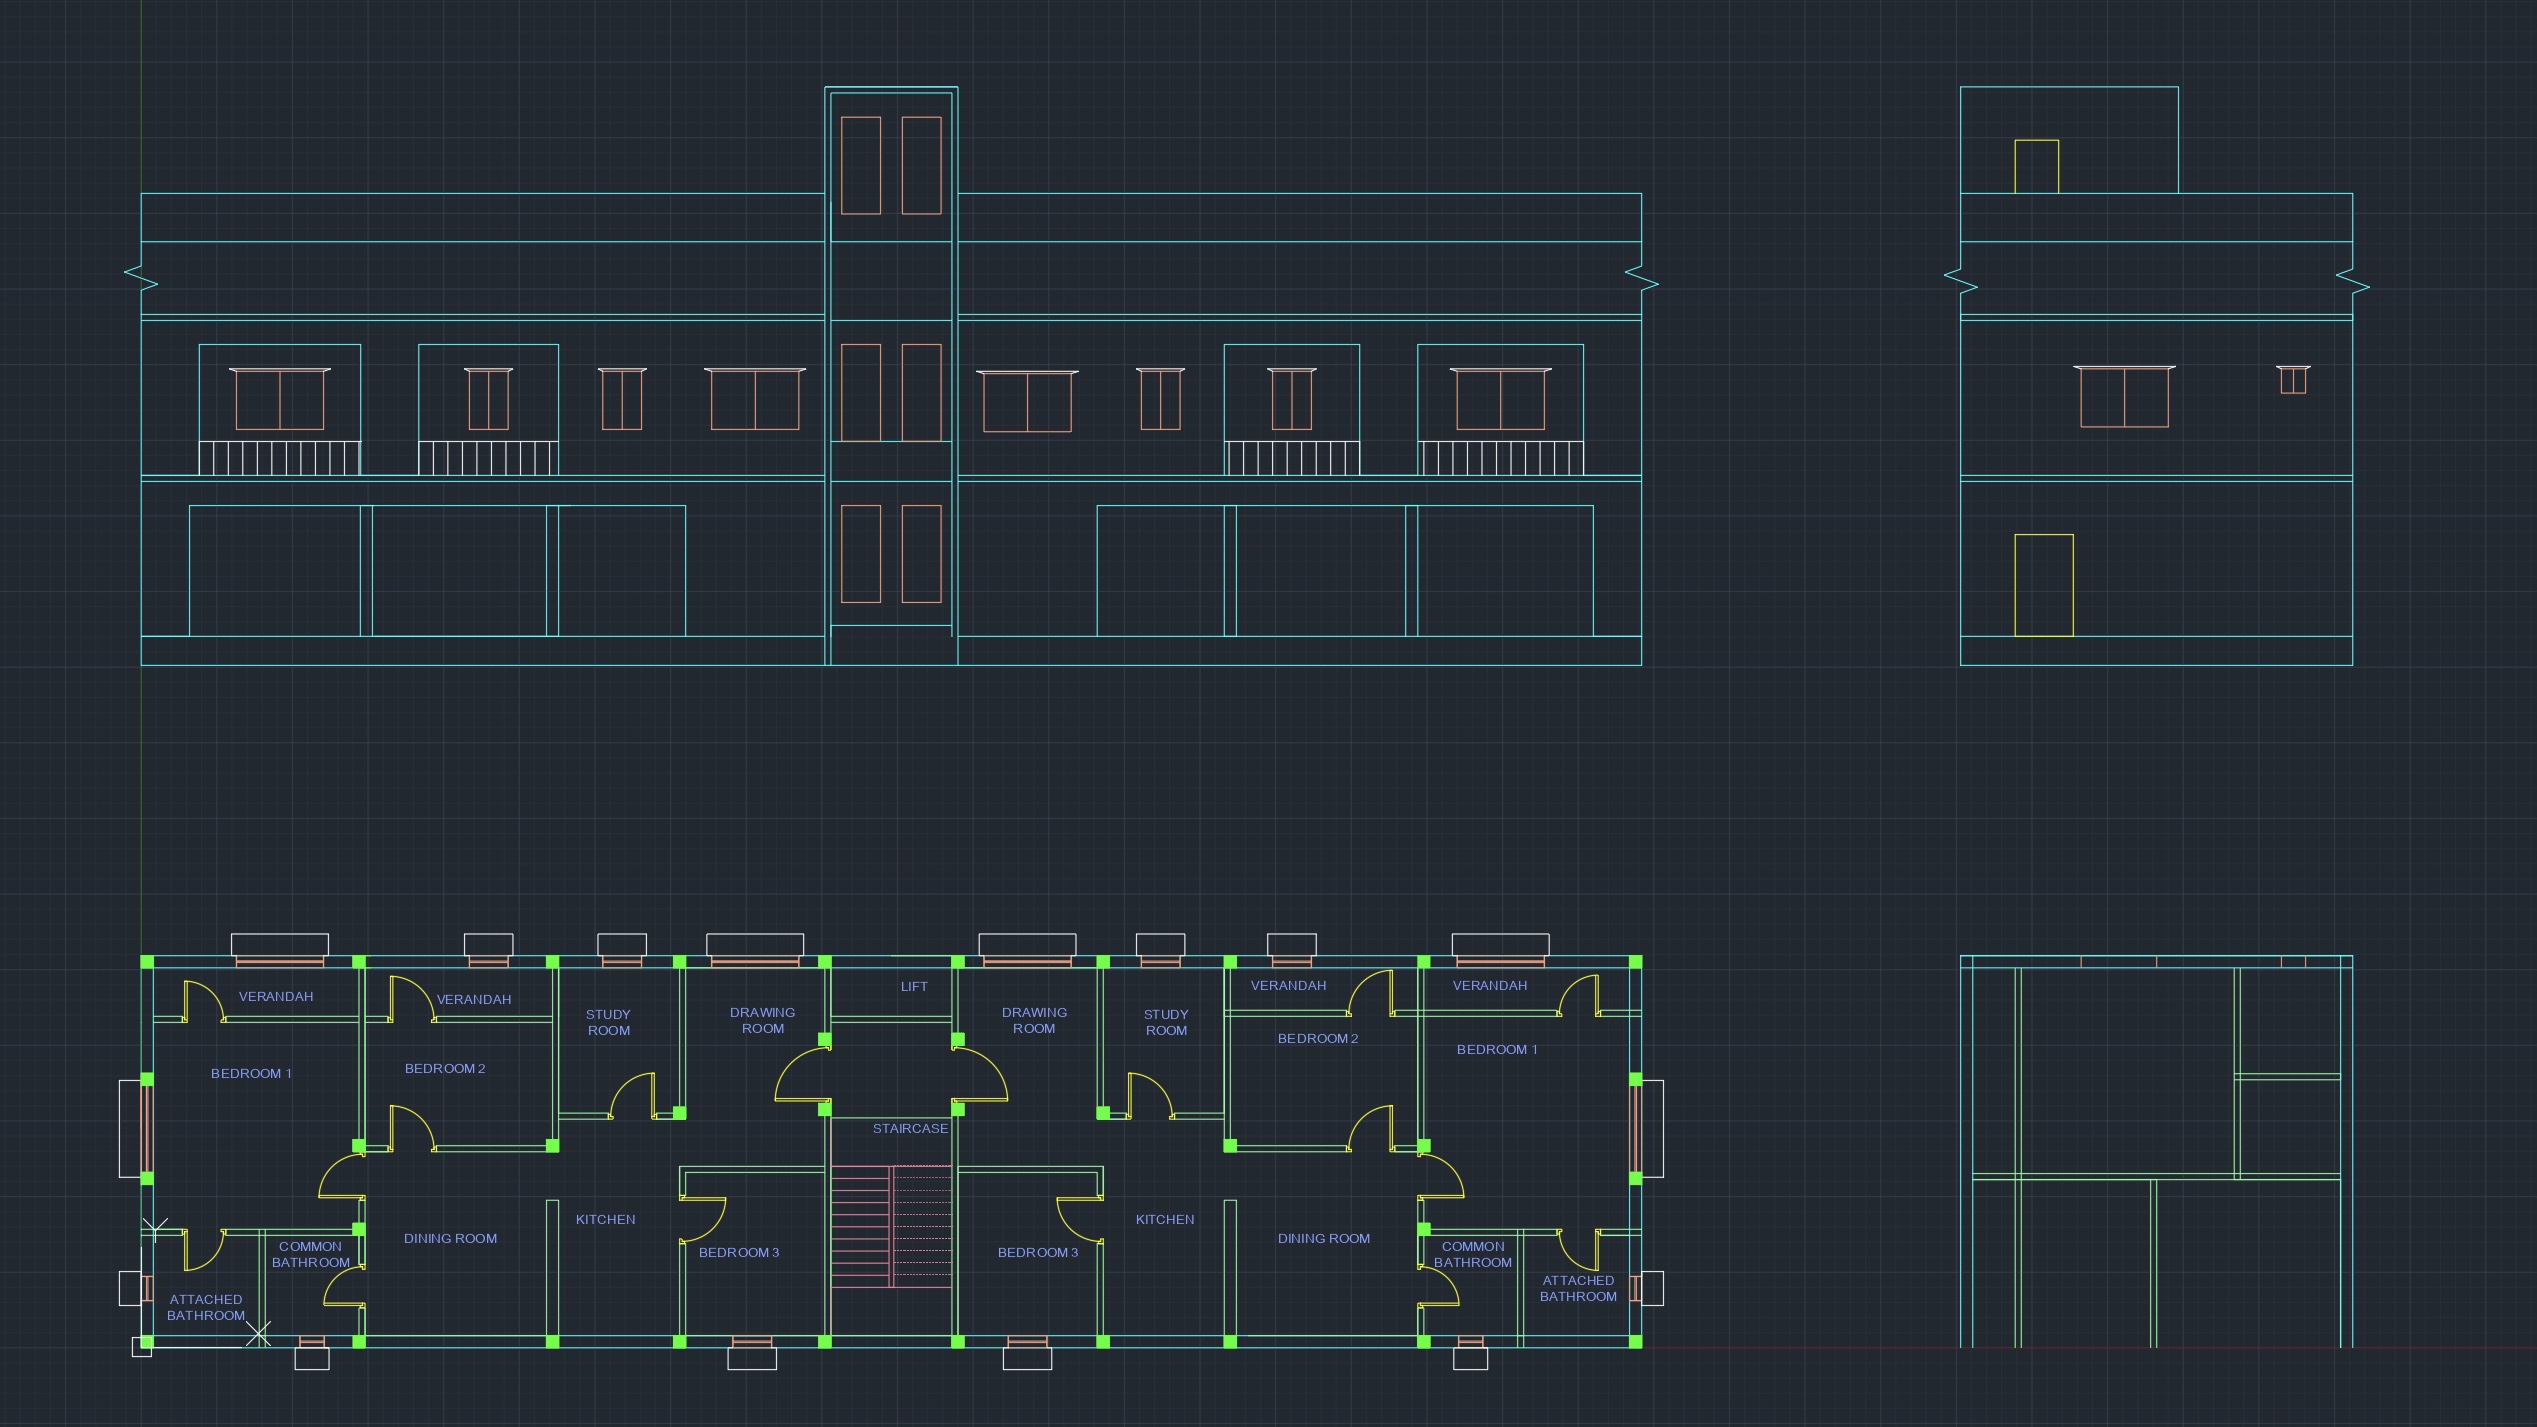 LIFT
VERANDAH
VERANDAH
VERANDAH
VERANDAH
STUDY
ROOM
DRAWING
ROOM
DRAWING
ROOM
STUDY
ROOM
BEDROOM 2
BEDROOM 1
BEDROOM 1
BEDROOM 2
STAIRCASE
KITCHEN
KITCHEN
DINING ROOM
DINING ROOM
COMMON
BATHROOM
BEDROOM 3
BEDROOM 3
COMMON
BATHROOM
ATTACHED
BATHROOM
ATTACHED
BATHROOM